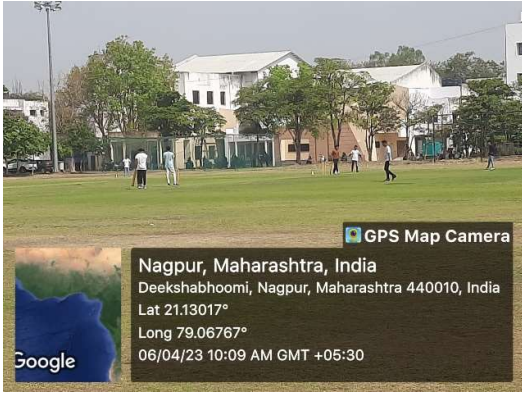 GPS Map Camera
Nagpur, Maharashtra, India
Deekshabhoomi, Nagpur, Maharashtra 440010, India
Lat 21.13017°
Long 79.06767°
06/04/23 10:09 AM GMT +05:30
Google